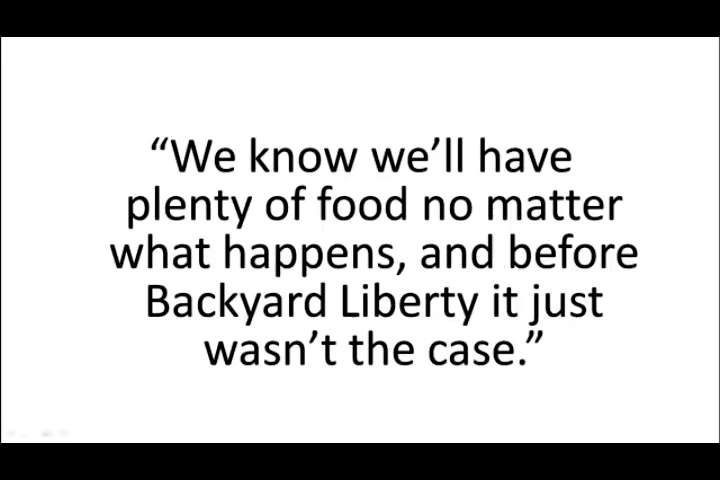 “We know we’ll have
plenty of food no matter
what happens, and before
Backyard Liberty it just
wasn’t the case.”